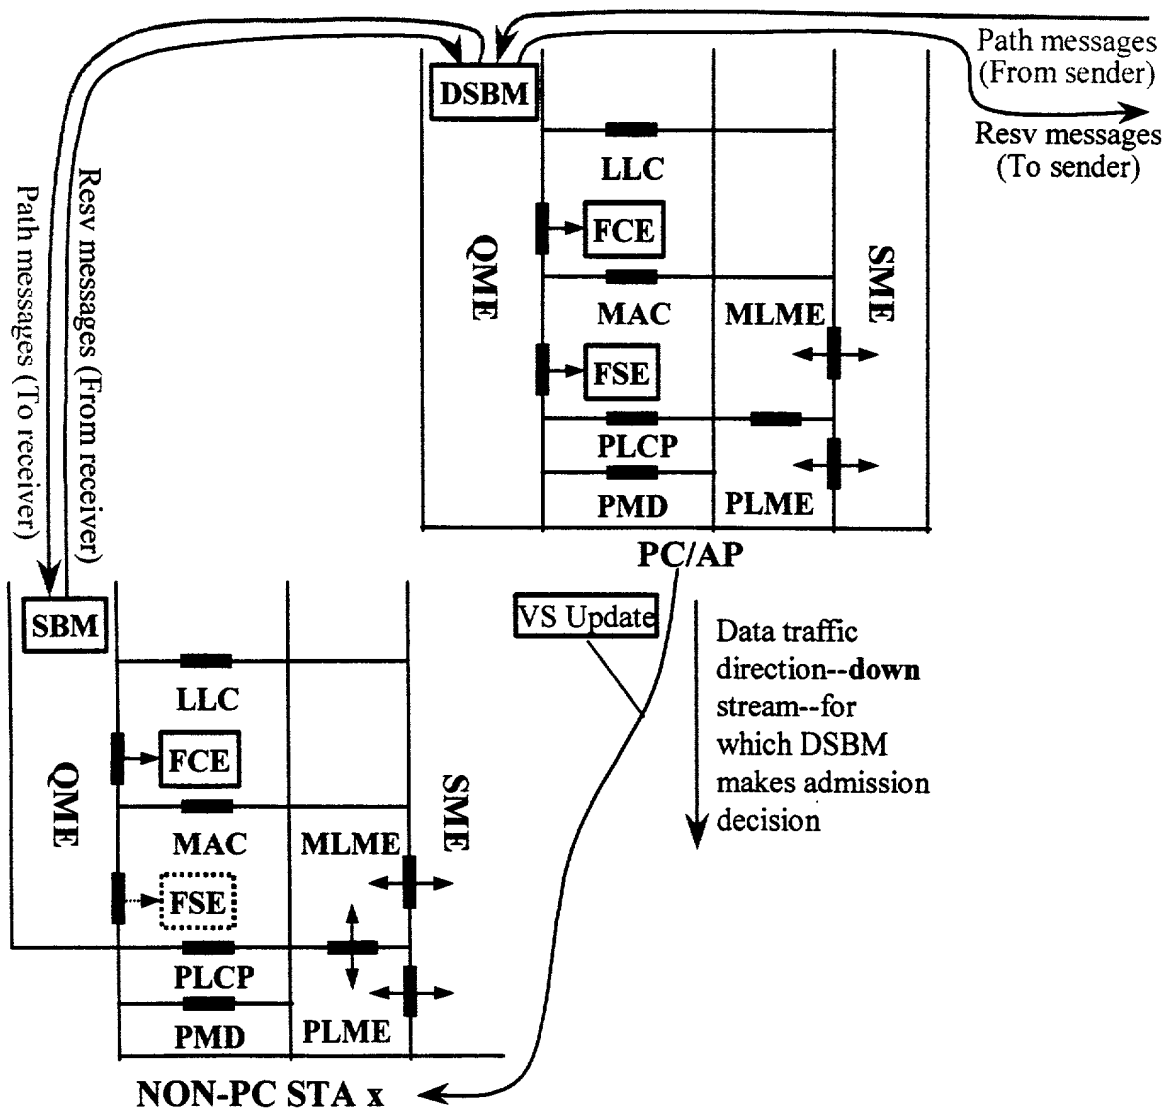 Path messages
(From sender)
Resv messages
(To sender)
DSBM
LLC
FCE
QME
SME
MAC
MLME
FSE
PLCP
PMD
PLME
PC/AP
Path messages (To receiver)
Resv messages (From receiver)
VS Update
Data traffic
direction--down
stream--for
which DSBM
makes admission
decision
SBM
LLC
FCE
QME
SME
MAC
MLME
FSE
PLCP
PMD
PLME
NON-PC STA x